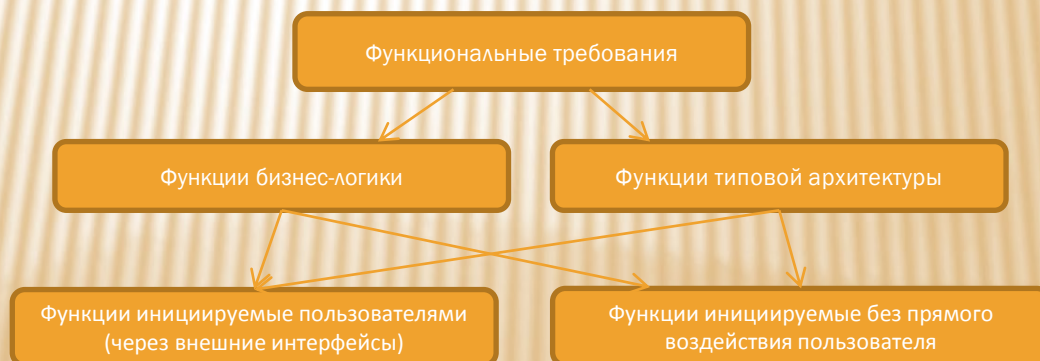 Функциональные требования
Функции бизнес-логики
Функции типовой архитектуры
Функции инициируемые пользователями
(через внешние интерфейсы)
Функции инициируемые без прямого
воздействия пользователя